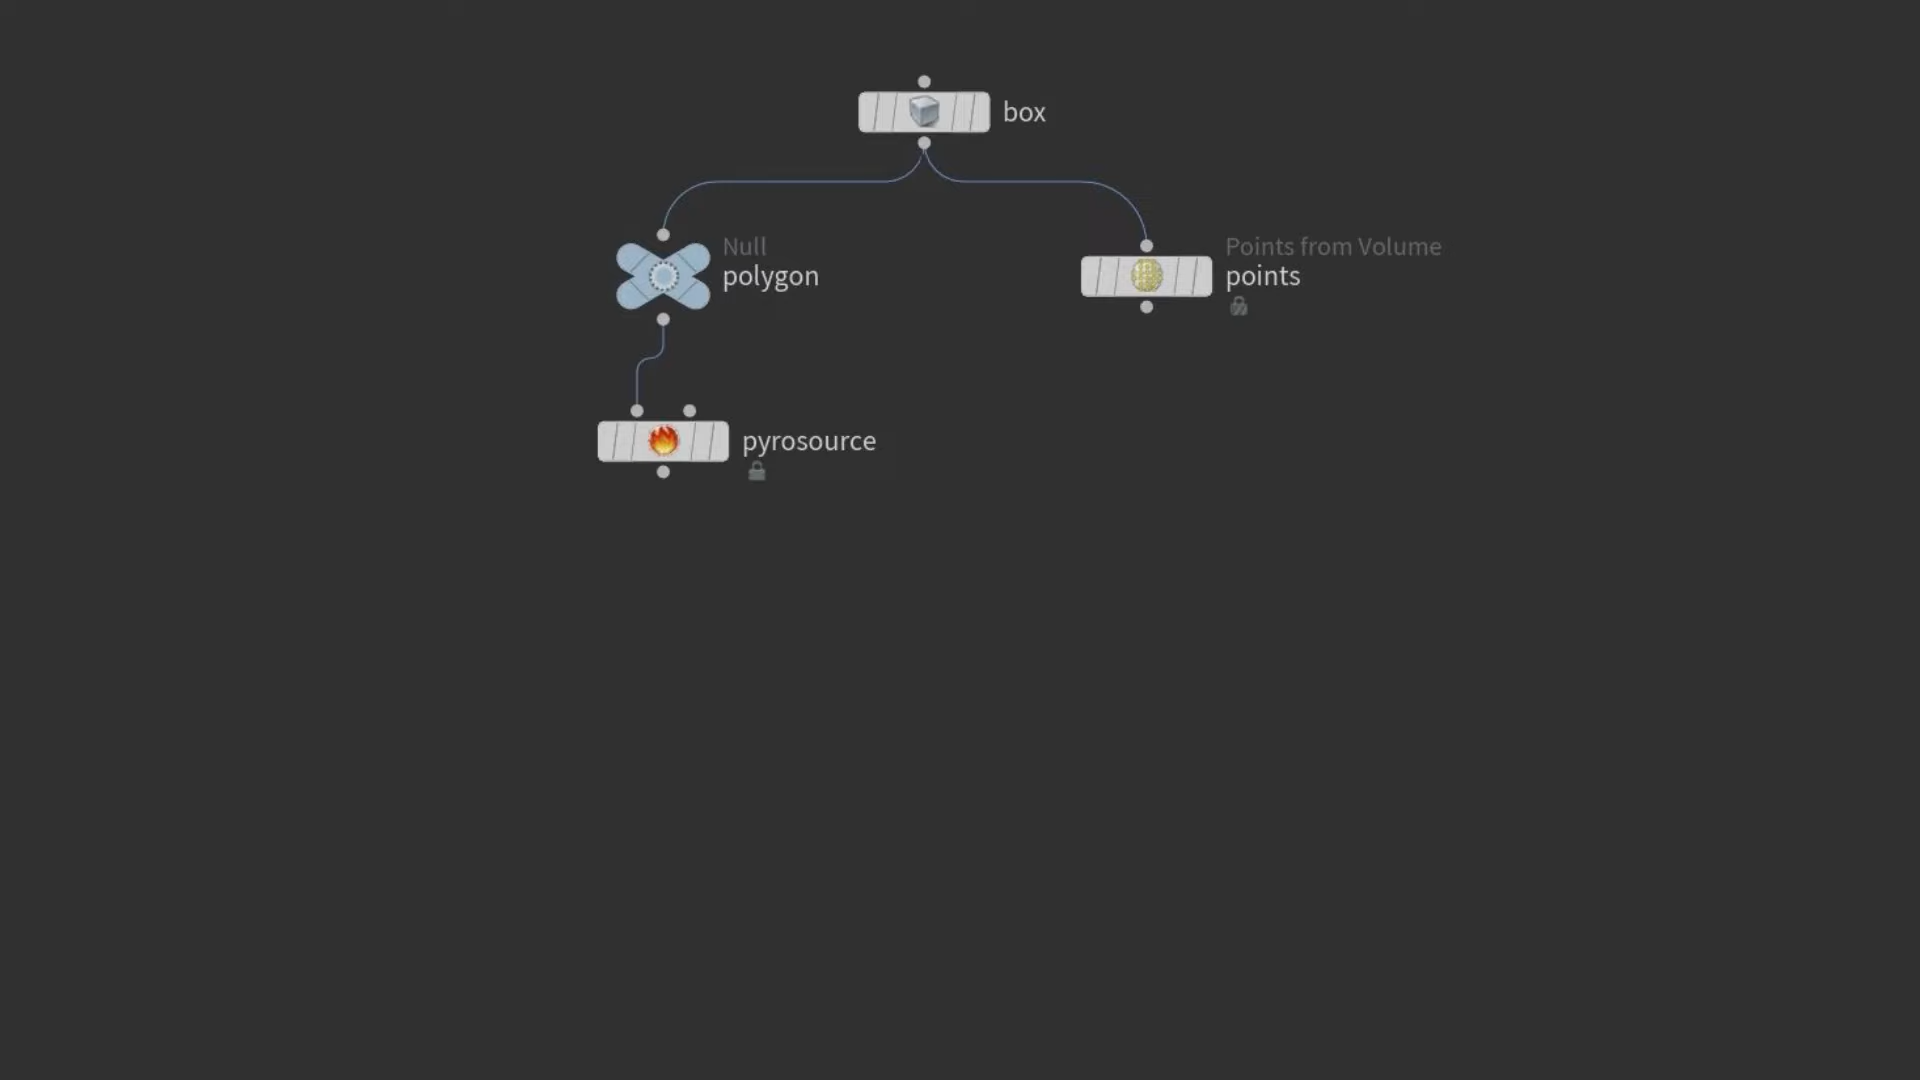 box
Null
polygon
Points from Volume
points
pyrosource